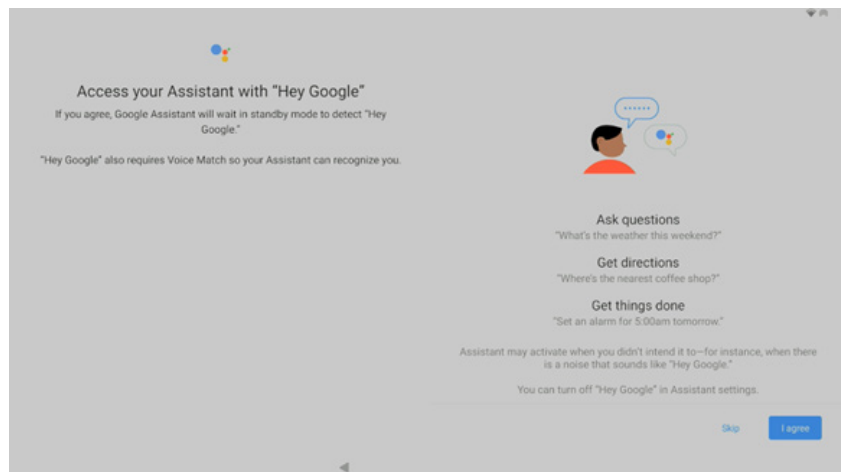 Access your Assistant with “Hey Google”
If you agree, Google Assistant will wait in standby mode to detect “Hey
Google.”
“Hey Google” also requires Voice Match so your Assistant can recognize you.
Ask questions
“What's the weather this weekend?”
Get directions
“Where's the nearest coffee shop?”
Get things done
“Set an alarm for 5:00am tomorrow.”
Assistant may activate when you didn't intend it to—for instance, when there
is a noise that sounds like “Hey Google.”
You can turn off “Hey Google” in Assistant settings.
Skip
I agree